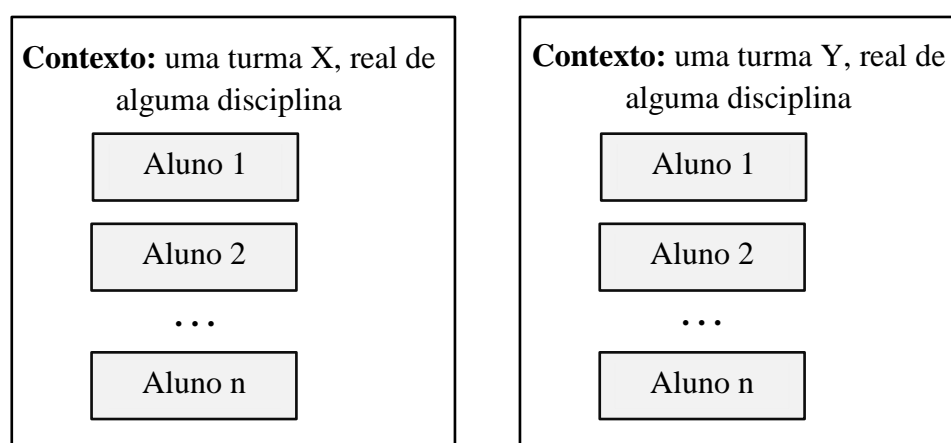 Contexto: uma turma X, real de
alguma disciplina
Aluno 1
Aluno 2
...
Aluno n
Contexto: uma turma Y, real de
alguma disciplina
Aluno 1
Aluno 2
...
Aluno n